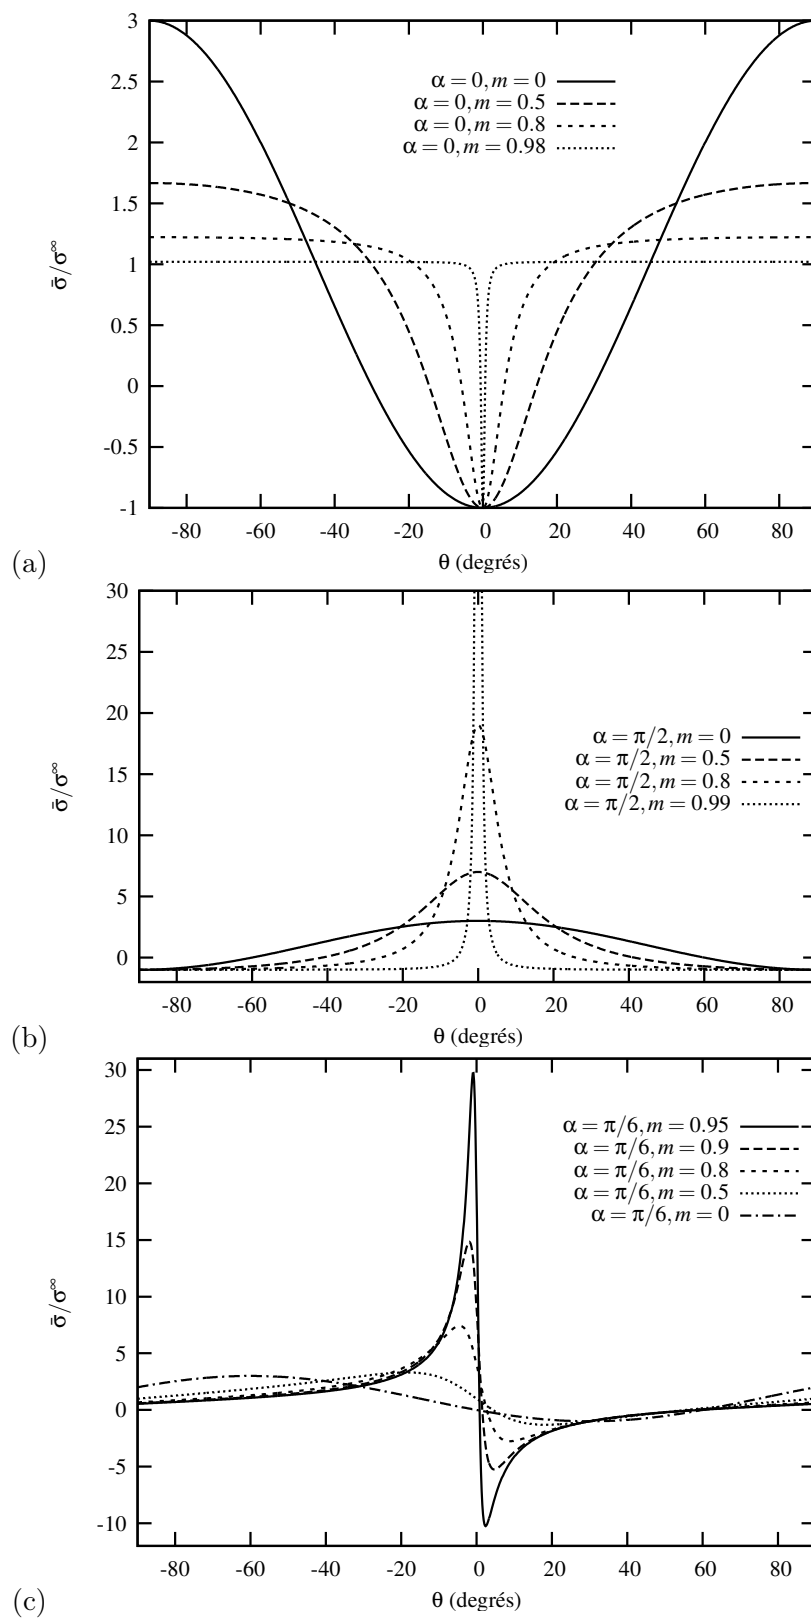 3
2.5
2
1.5
1
0.5
0
-0.5
-1
σ̄/σ∞
α = 0, m = 0
α = 0, m = 0.5
α = 0, m = 0.8
α = 0, m = 0.98
-80 -60 -40 -20 0 20 40 60 80
θ (degrés)
(a)
30
25
20
15
10
5
0
σ̄/σ∞
α = π/2, m = 0
α = π/2, m = 0.5
α = π/2, m = 0.8
α = π/2, m = 0.99
-80 -60 -40 -20 0 20 40 60 80
θ (degrés)
(b)
30
25
20
15
10
5
0
-5
-10
σ̄/σ∞
α = π/6, m = 0.95
α = π/6, m = 0.9
α = π/6, m = 0.8
α = π/6, m = 0.5
α = π/6, m = 0
-80 -60 -40 -20 0 20 40 60 80
θ (degrés)
(c)